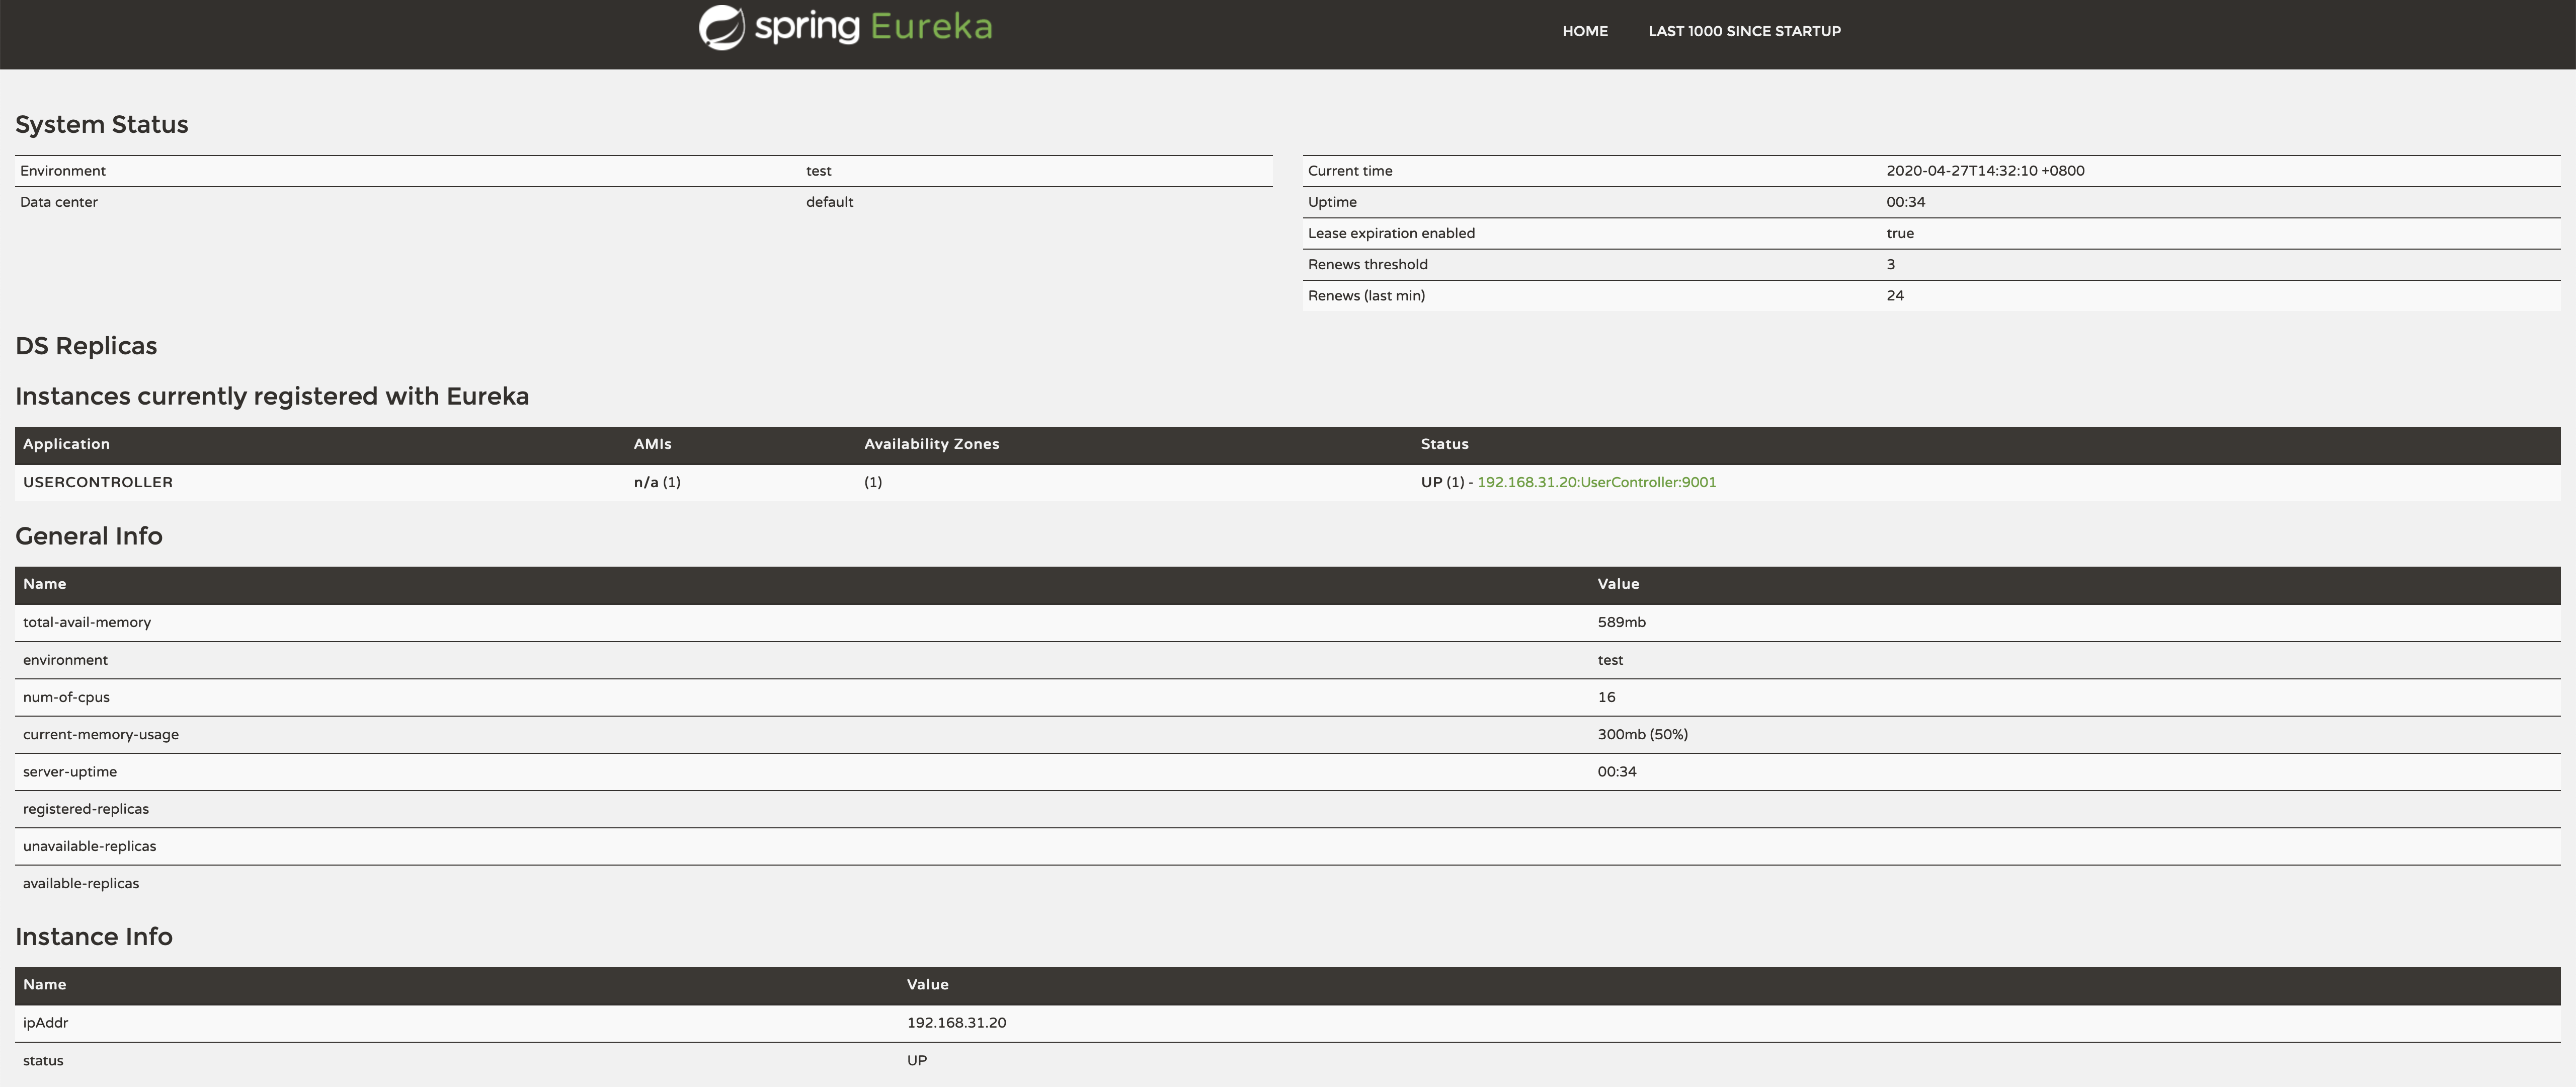 spring Eureka
HOME LAST 1000 SINCE STARTUP
System Status
Environment test
Data center default
Current time 2020-04-27T14:32:10 +0800
Uptime 00:34
Lease expiration enabled true
Renews threshold 3
Renews (last min) 24
DS Replicas
Instances currently registered with Eureka
Application AMIs Availability Zones Status
USERCONTROLLER n/a (1) (1) UP (1) - 192.168.31.20:UserController:9001
General Info
Name Value
total-avail-memory 589mb
environment test
num-of-cpus 16
current-memory-usage 300mb (50%)
server-uptime 00:34
registered-replicas
unavailable-replicas
available-replicas
Instance Info
Name Value
ipAddr 192.168.31.20
status UP